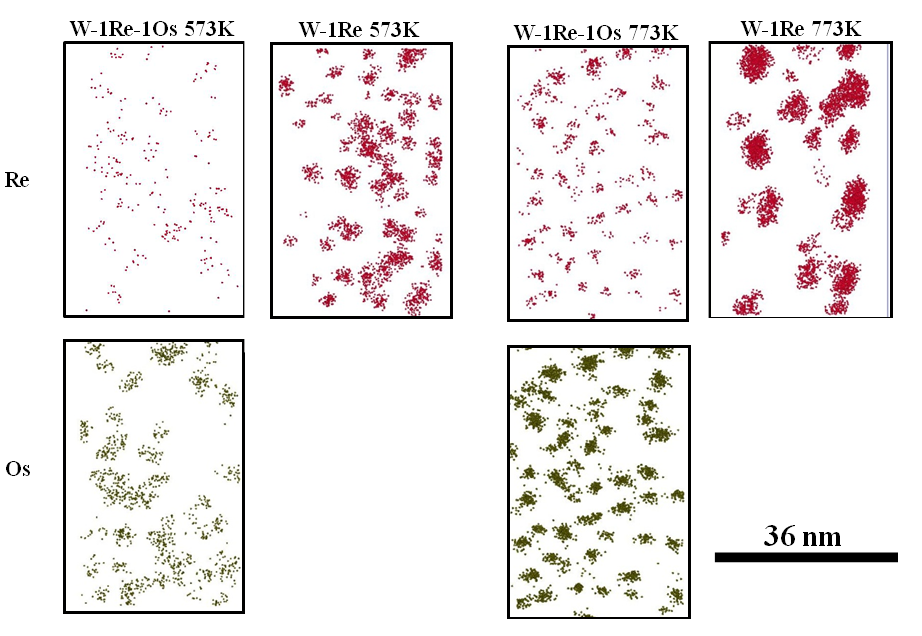 W-1Re-1Os 573K
W-1Re 573K
W-1Re-1Os 773K
W-1Re 773K
Re
Os
36 nm